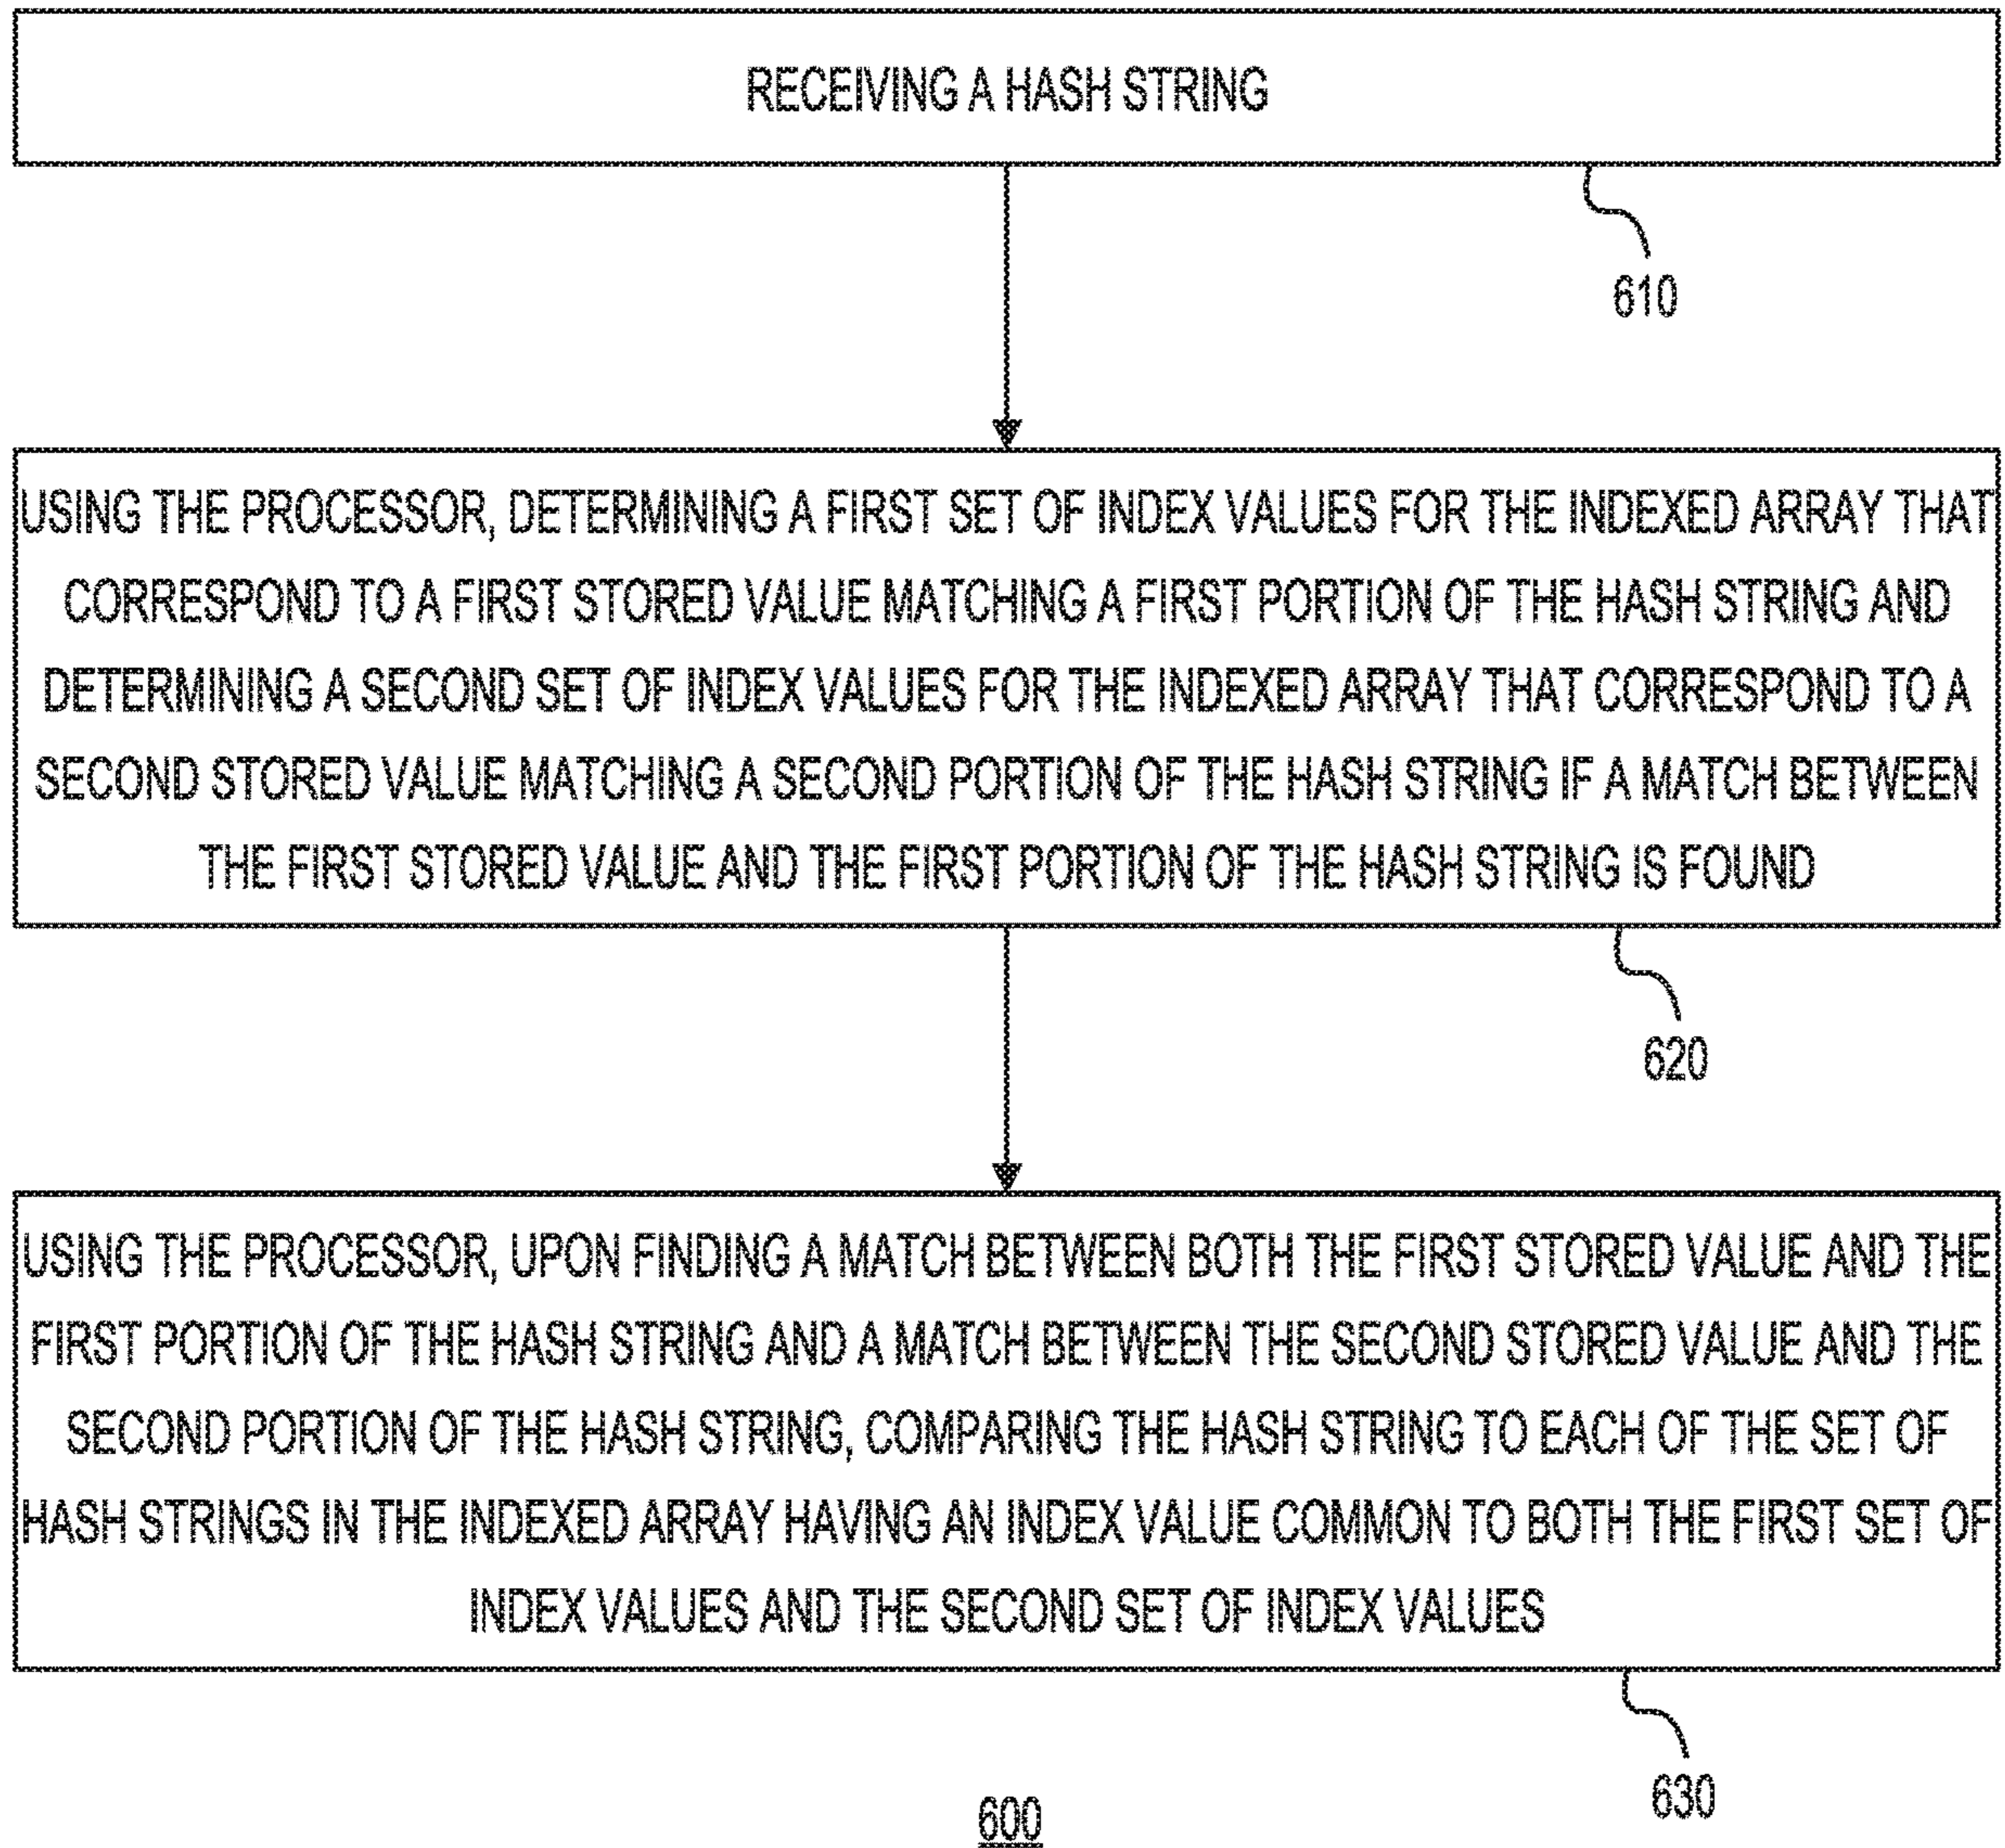 RECEIVING A HASH STRING
610
USING THE PROCESSOR, DETERMINING A FIRST SET OF INDEX VALUES FOR THE INDEXED ARRAY THAT
CORRESPOND TO A FIRST STORED VALUE MATCHING A FIRST PORTION OF THE HASH STRING AND
DETERMINING A SECOND SET OF INDEX VALUES FOR THE INDEXED ARRAY THAT CORRESPOND TO A
SECOND STORED VALUE MATCHING A SECOND PORTION OF THE HASH STRING IF A MATCH BETWEEN
THE FIRST STORED VALUE AND THE FIRST PORTION OF THE HASH STRING IS FOUND
620
USING THE PROCESSOR, UPON FINDING A MATCH BETWEEN BOTH THE FIRST STORED VALUE AND THE
FIRST PORTION OF THE HASH STRING AND A MATCH BETWEEN THE SECOND STORED VALUE AND THE
SECOND PORTION OF THE HASH STRING, COMPARING THE HASH STRING TO EACH OF THE SET OF
HASH STRINGS IN THE INDEXED ARRAY HAVING AN INDEX VALUE COMMON TO BOTH THE FIRST SET OF
INDEX VALUES AND THE SECOND SET OF INDEX VALUES
630
600